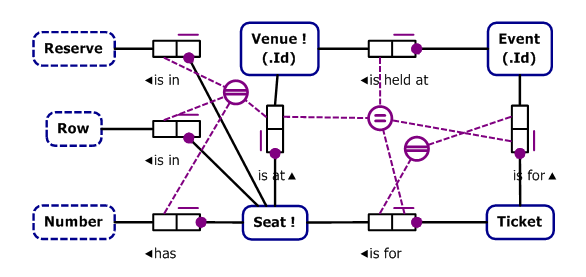 Reserve
Venue !
(.Id)
Event
(.Id)
◄is in
◄is held at
Row
=
◄is in
is at ▲
is for ▲
Number
Seat !
Ticket
◄has
◄is for